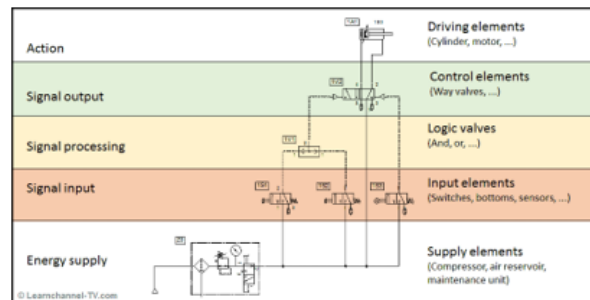 Action
Driving elements
(Cylinder, motor, ...)
Signal output
Control elements
(Way valves, ...)
Signal processing
Logic valves
(And, or, ...)
Signal input
Input elements
(Switches, bottoms, sensors, ...)
Energy supply
Supply elements
(Compressor, air reservoir,
maintenance unit)
© Learnchannel-TV.com